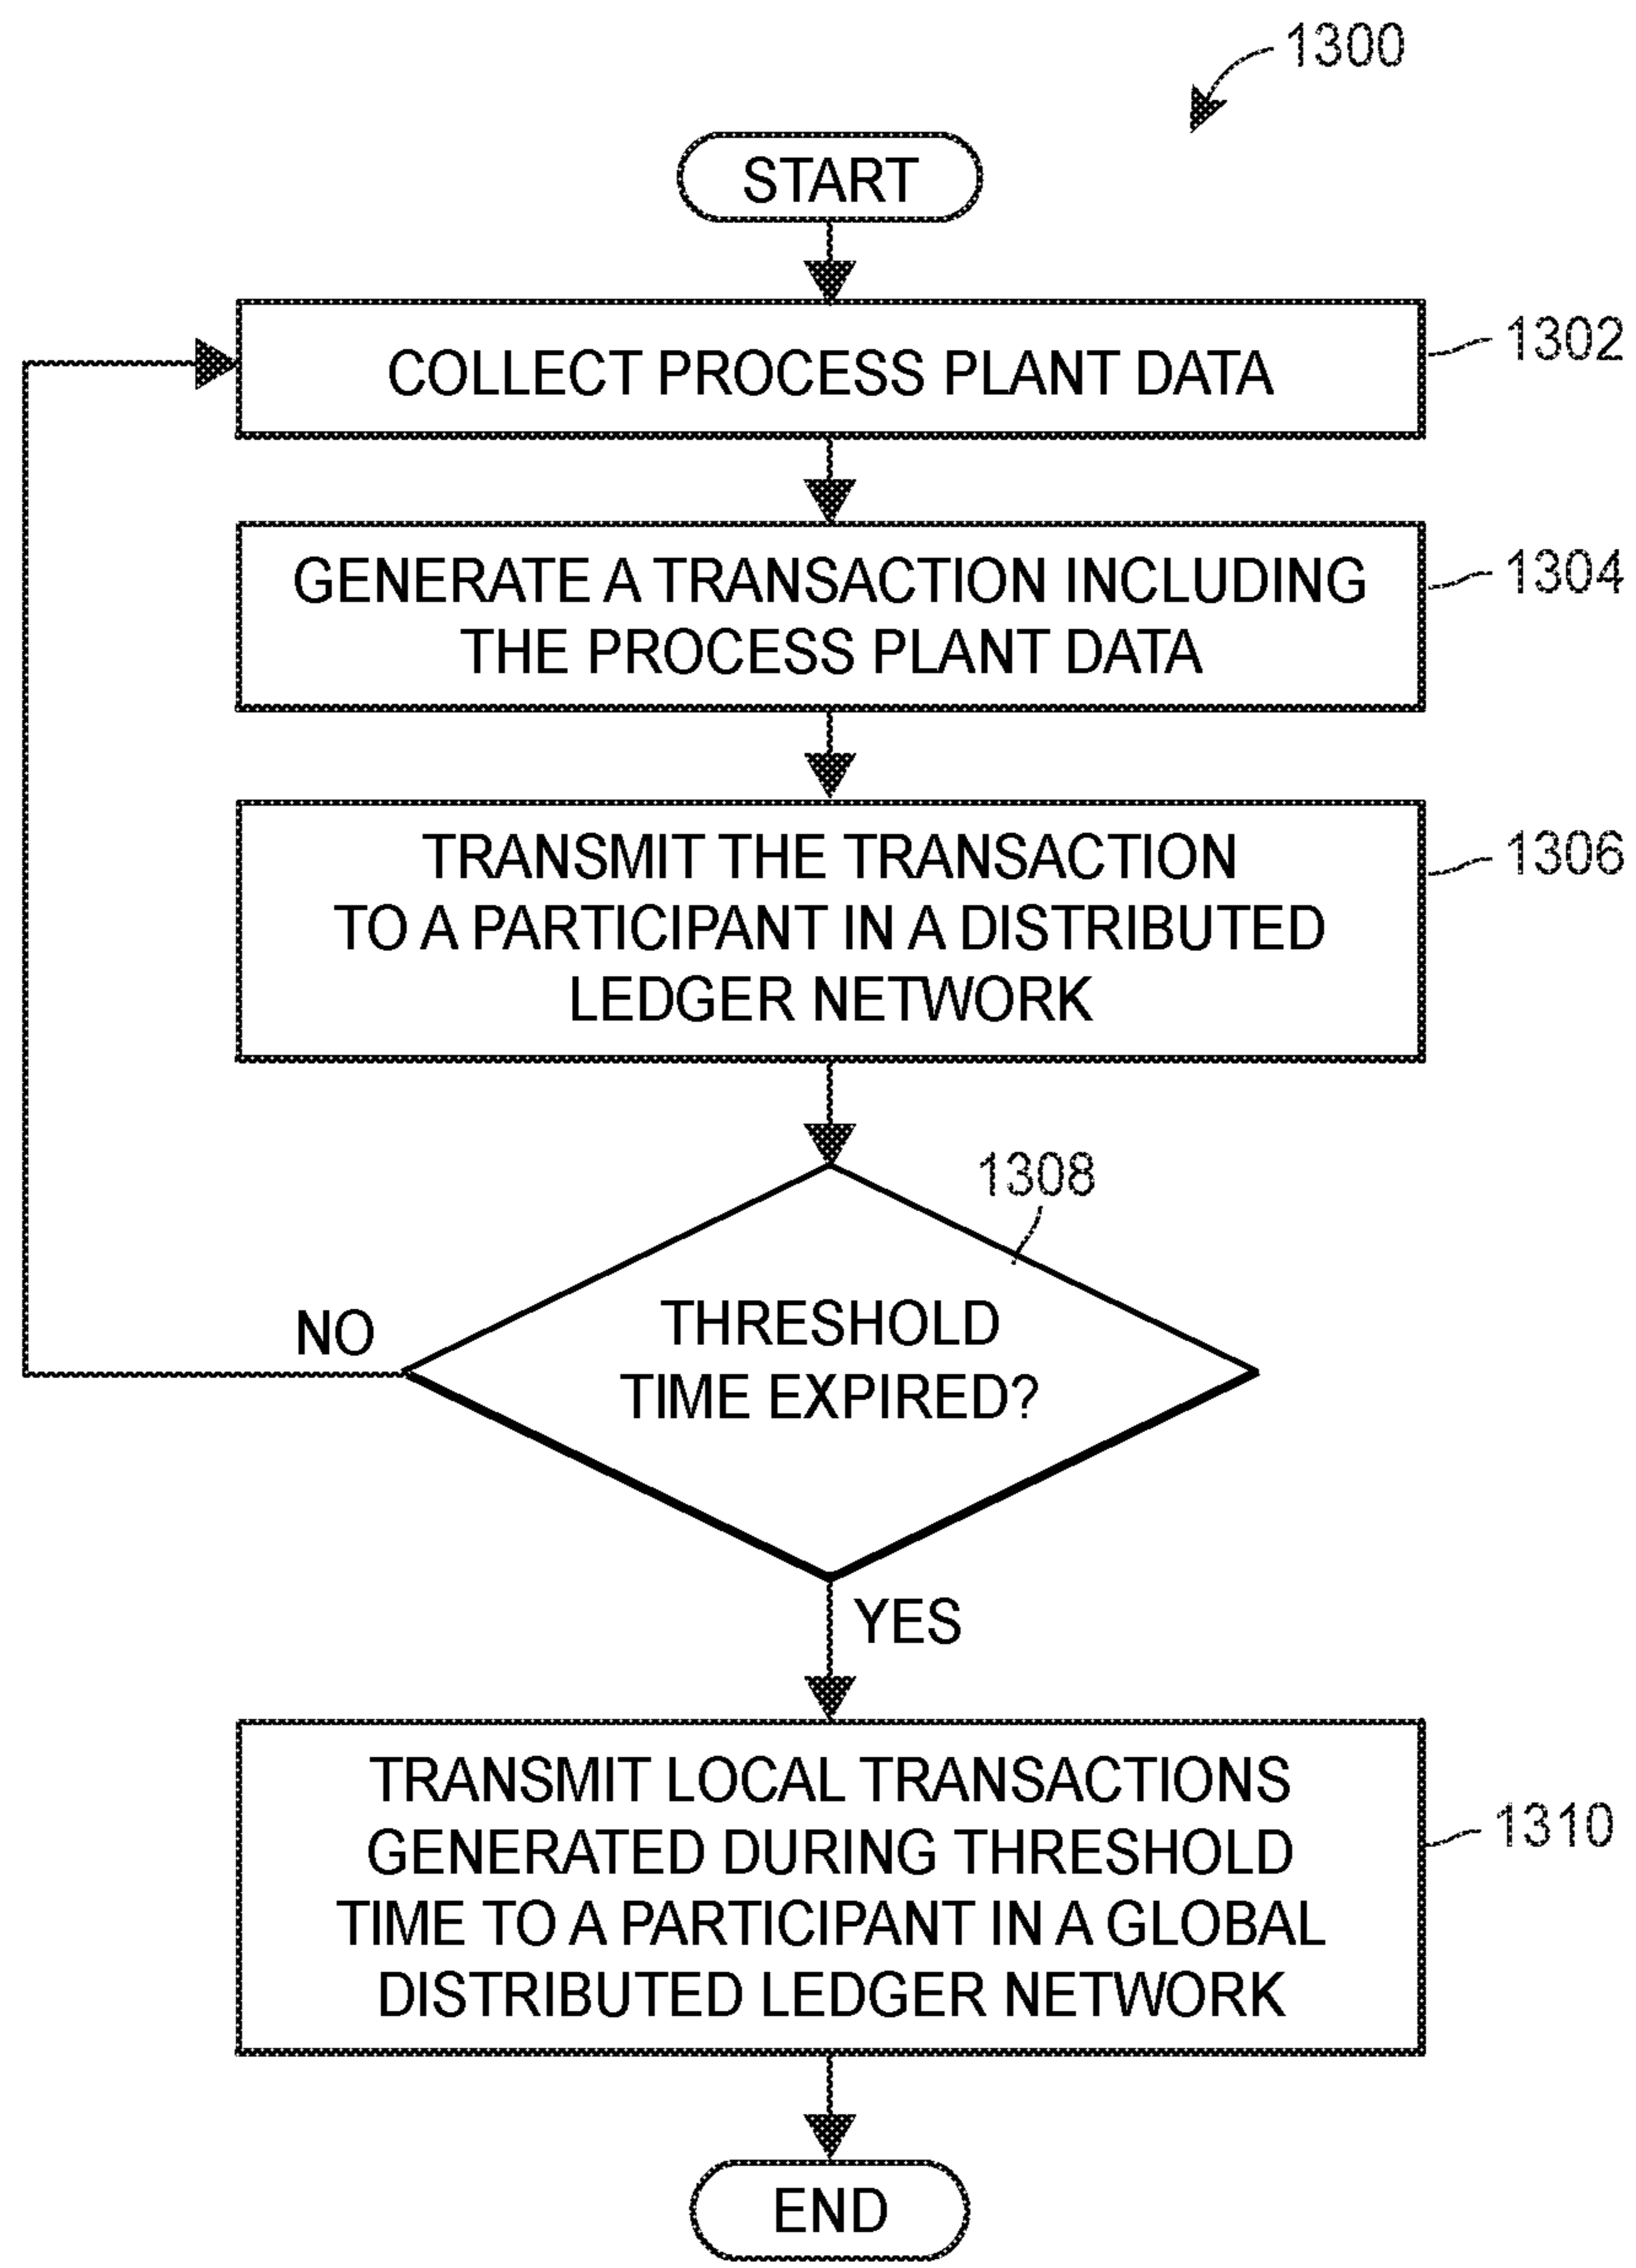 1300
START
COLLECT PROCESS PLANT DATA
1302
GENERATE A TRANSACTION INCLUDING
THE PROCESS PLANT DATA
1304
TRANSMIT THE TRANSACTION
TO A PARTICIPANT IN A DISTRIBUTED
LEDGER NETWORK
1306
1308
THRESHOLD
TIME EXPIRED?
NO
YES
TRANSMIT LOCAL TRANSACTIONS
GENERATED DURING THRESHOLD
TIME TO A PARTICIPANT IN A GLOBAL
DISTRIBUTED LEDGER NETWORK
1310
END